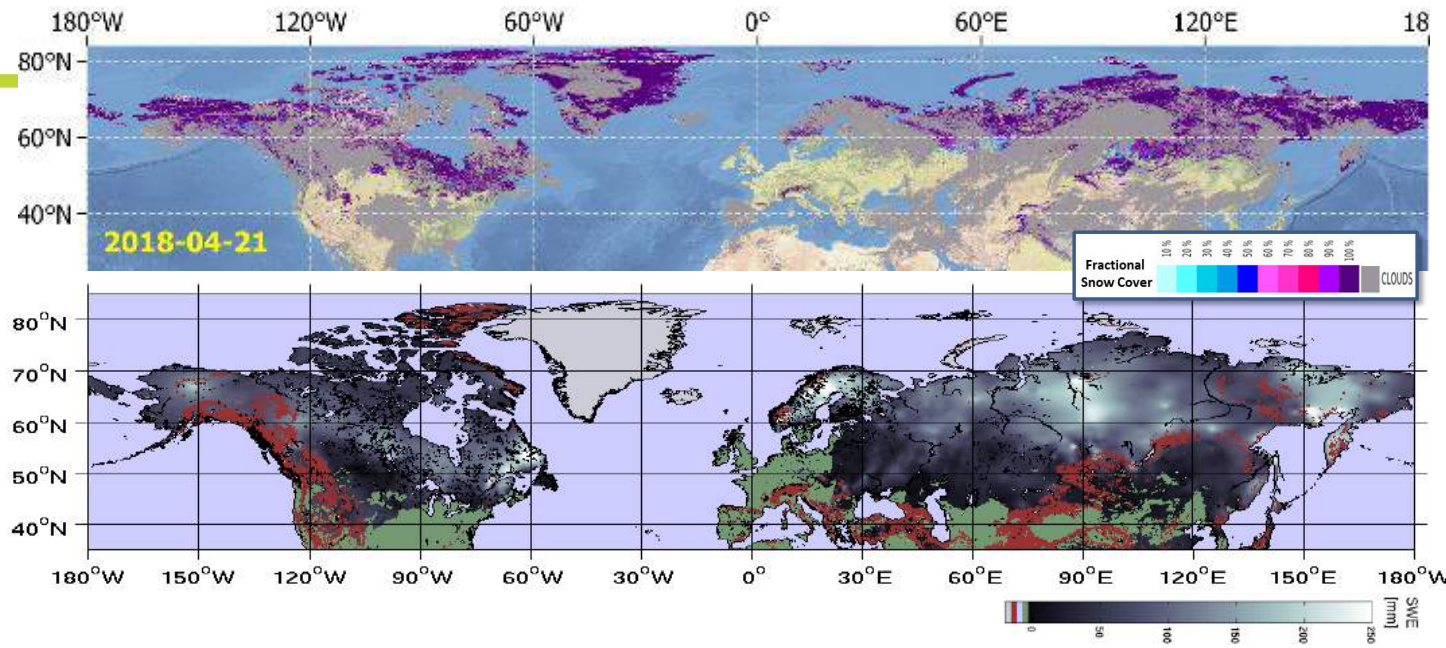 180°W 120°W 60°W 0° 60°E 120°E 18
80°N
60°N
40°N
2018-04-21
Fractional
Snow Cover
10 % 20 % 30 % 40 % 50 % 60 % 70 % 80 % 90 % 100 %
CLOUDS
80°N
70°N
60°N
50°N
40°N
180°W 150°W 120°W 90°W 60°W 30°W 0° 30°E 60°E 90°E 120°E 150°E 180°W
0 50 100 150 200 250
SWE
[mm]